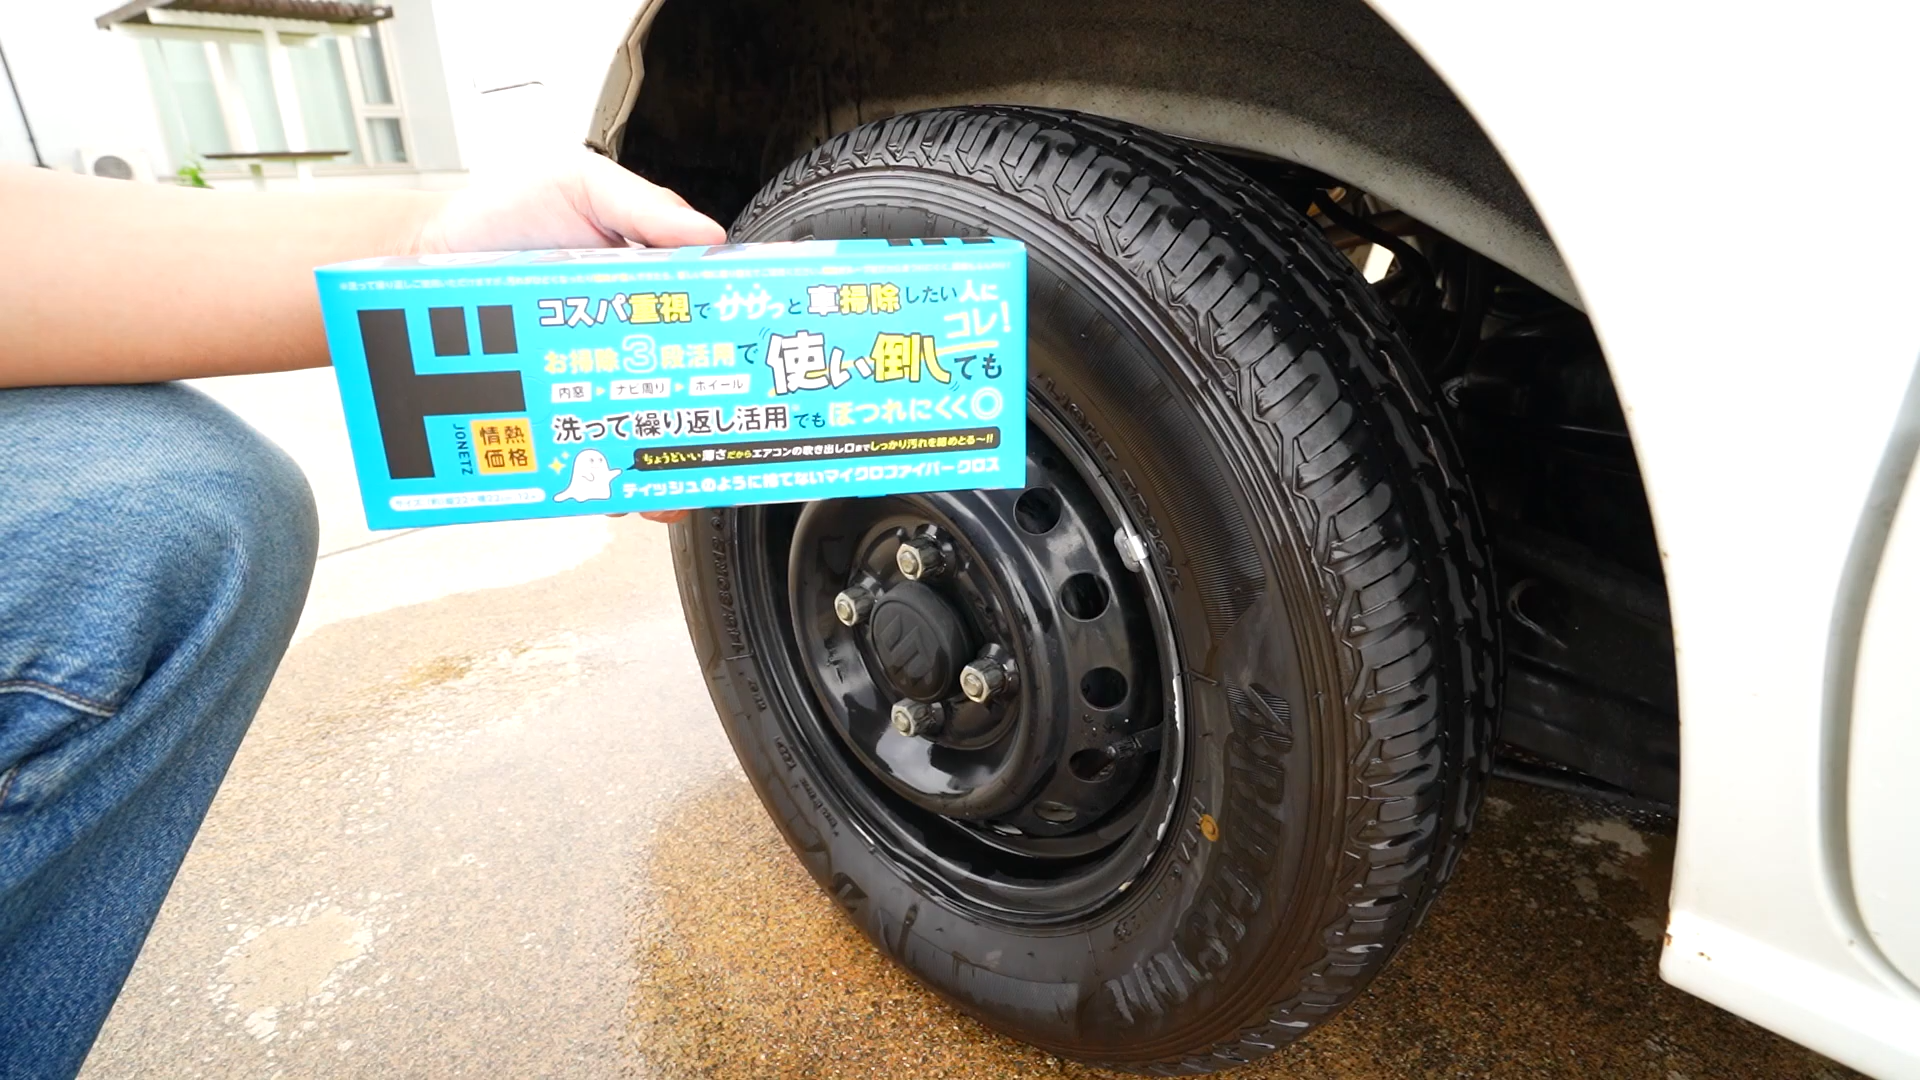 ド
JONETZ
情熱
価格
コスパ重視でササっと車掃除したい人に
コレ!
お掃除3段活用で使い倒しても
内窓 ナビ周り ホイール
洗って繰り返し活用でもほつれにくく◎
ちょうどいい薄さだからエアコンの吹き出し口までしっかり汚れを絡めとる〜!!
ティッシュのように捨てないマイクロファイバークロス
LIGHT TRUCK
BRIDGESTONE